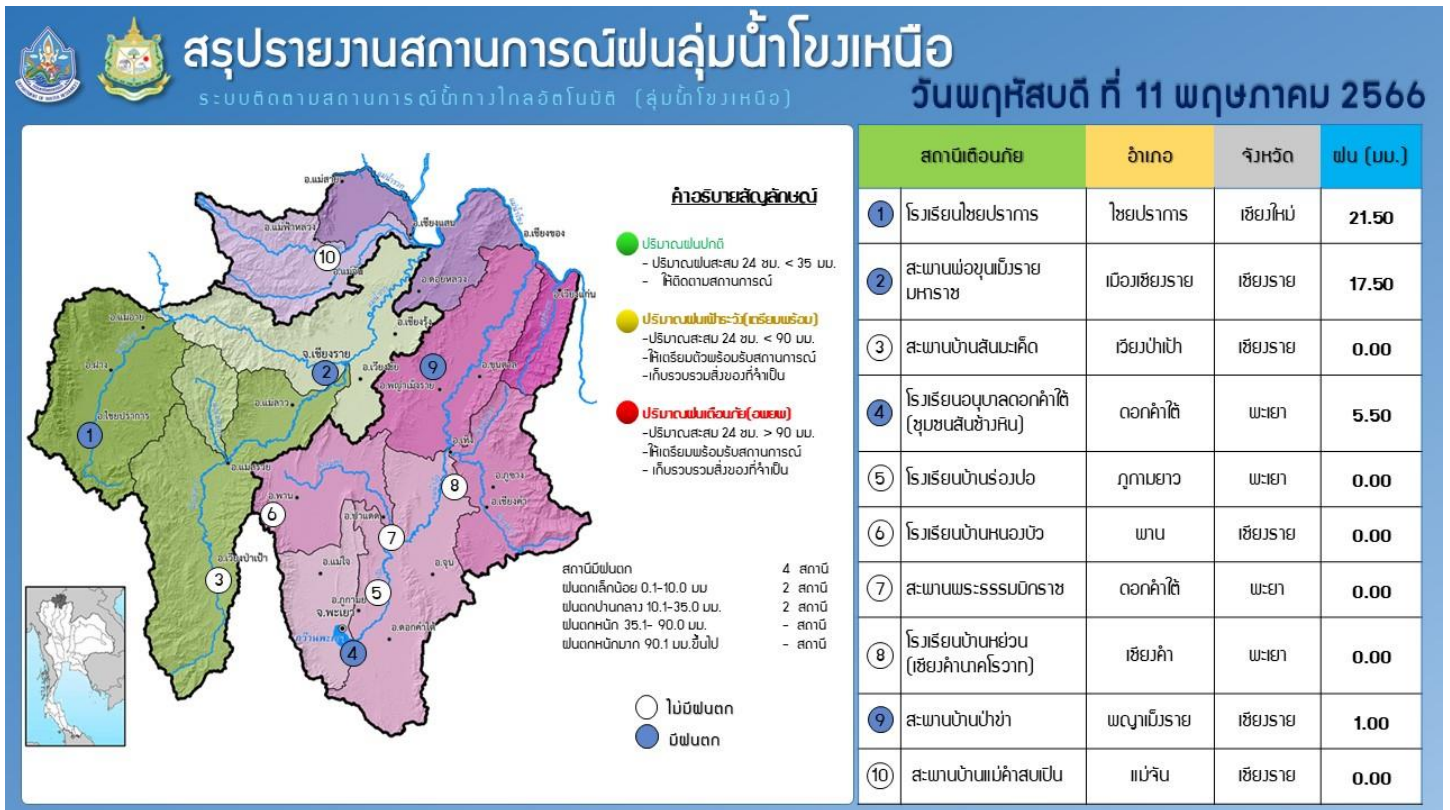 สรุปรายงานสถานการณ์ฝนลุ่มน้ำโขงเหนือ
ระบบติดตามสถานการณ์น้ำทางไกลอัตโนมัติ (ลุ่มน้ำโขงเหนือ)
วันพฤหัสบดี ที่ 11 พฤษภาคม 2566
อ.แม่สาย
อ.แม่ฟ้าหลวง
อ.เชียงแสน
อ.เชียงของ
10
อ.แม่จัน
อ.ดอยหลวง
อ.เวียงแก่น
อ.แม่อาย
อ.เชียงรุ้ง
จ.เชียงราย
อ.ฝาง
2
อ.เวียงชัย
9
อ.ขุนตาล
อ.พญาเม็งราย
อ.ไชยปราการ
อ.แม่ลาว
1
อ.เทิง
อ.แม่สรวย
8
อ.ภูซาง
อ.พาน
อ.เชียงคำ
6
อ.ป่าแดด
7
อ.เวียงป่าเป้า
อ.แม่ใจ
อ.จุน
3
5
อ.ภูกามย
จ.พะเยา
อ.ดอกคำใต้
กว๊านพะเยา
4
คำอธิบายสัญลักษณ์
ปริมาณฝนปกติ
- ปริมาณฝนสะสม 24 ชม. < 35 มม.
- ให้ติดตามสถานการณ์
ปริมาณฝนเฝ้าระวัง(เตรียมพร้อม)
-ปริมาณสะสม 24 ชม. < 90 มม.
-ให้เตรียมตัวพร้อมรับสถานการณ์
-เก็บรวบรวมสิ่งของที่จำเป็น
ปริมาณฝนเตือนภัย(อพยพ)
-ปริมาณสะสม 24 ชม. > 90 มม.
-ให้เตรียมพร้อมรับสถานการณ์
- เก็บรวบรวมสิ่งของที่จำเป็น
สถานีมีฝนตก 4 สถานี
ฝนตกเล็กน้อย 0.1-10.0 มม 2 สถานี
ฝนตกปานกลาง 10.1-35.0 มม. 2 สถานี
ฝนตกหนัก 35.1- 90.0 มม. - สถานี
ฝนตกหนักมาก 90.1 มม.ขึ้นไป - สถานี
ไม่มีฝนตก
มีฝนตก
สถานีเตือนภัย อำเภอ จังหวัด ฝน (มม.)
1 โรงเรียนไชยปราการ ไชยปราการ เชียงใหม่ 21.50
2 สะพานพ่อขุนเม็งราย
มหาราช เมืองเชียงราย เชียงราย 17.50
3 สะพานบ้านสันมะเค็ด เวียงป่าเป้า เชียงราย 0.00
4 โรงเรียนอนุบาลดอกคำใต้
(ชุมชนสันช้างหิน) ดอกคำใต้ พะเยา 5.50
5 โรงเรียนบ้านร่องปอ ภูกามยาว พะเยา 0.00
6 โรงเรียนบ้านหนองบัว พาน เชียงราย 0.00
7 สะพานพระธรรมมิกราช ดอกคำใต้ พะเยา 0.00
8 โรงเรียนบ้านหย่วน
(เชียงคำนาคโรวาท) เชียงคำ พะเยา 0.00
9 สะพานบ้านป่าข่า พญาเม็งราย เชียงราย 1.00
10 สะพานบ้านแม่คำสบเปิน แม่จัน เชียงราย 0.00